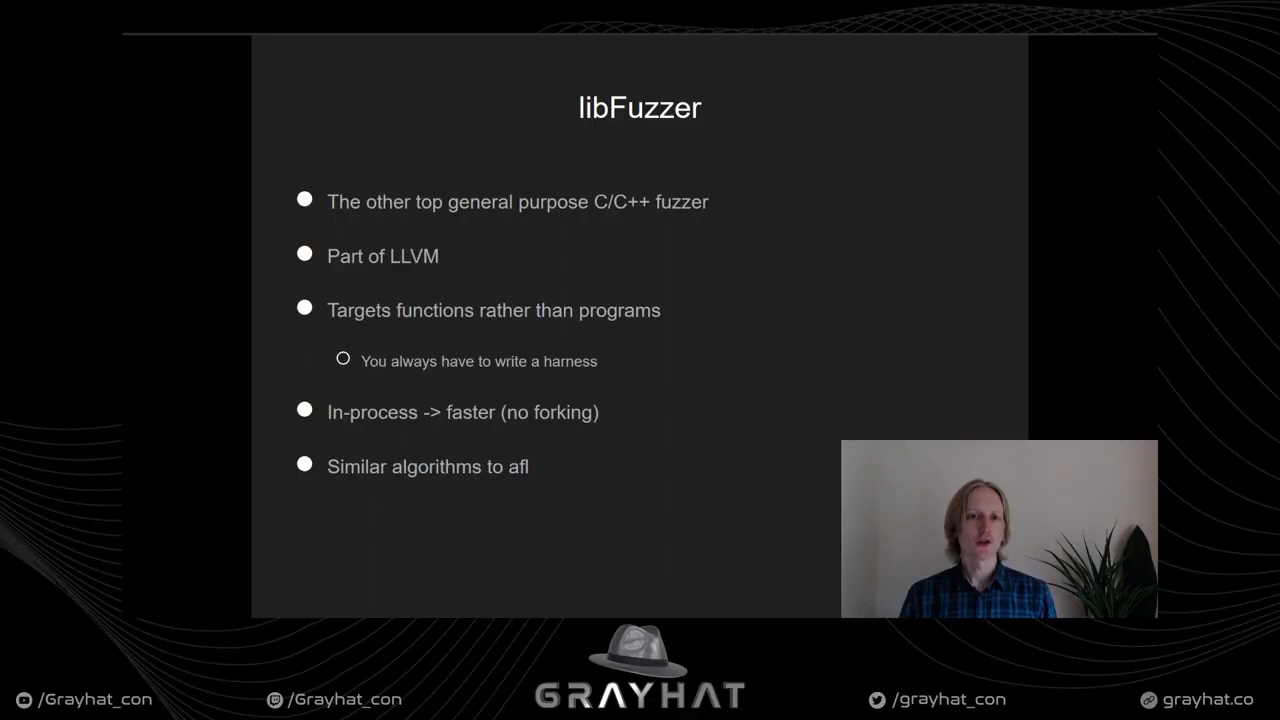 libFuzzer
The other top general purpose C/C++ fuzzer
Part of LLVM
Targets functions rather than programs
You always have to write a harness
In-process -> faster (no forking)
Similar algorithms to afl
GRAYHAT
/Grayhat_con
/Grayhat_con
/grayhat_con
grayhat.co